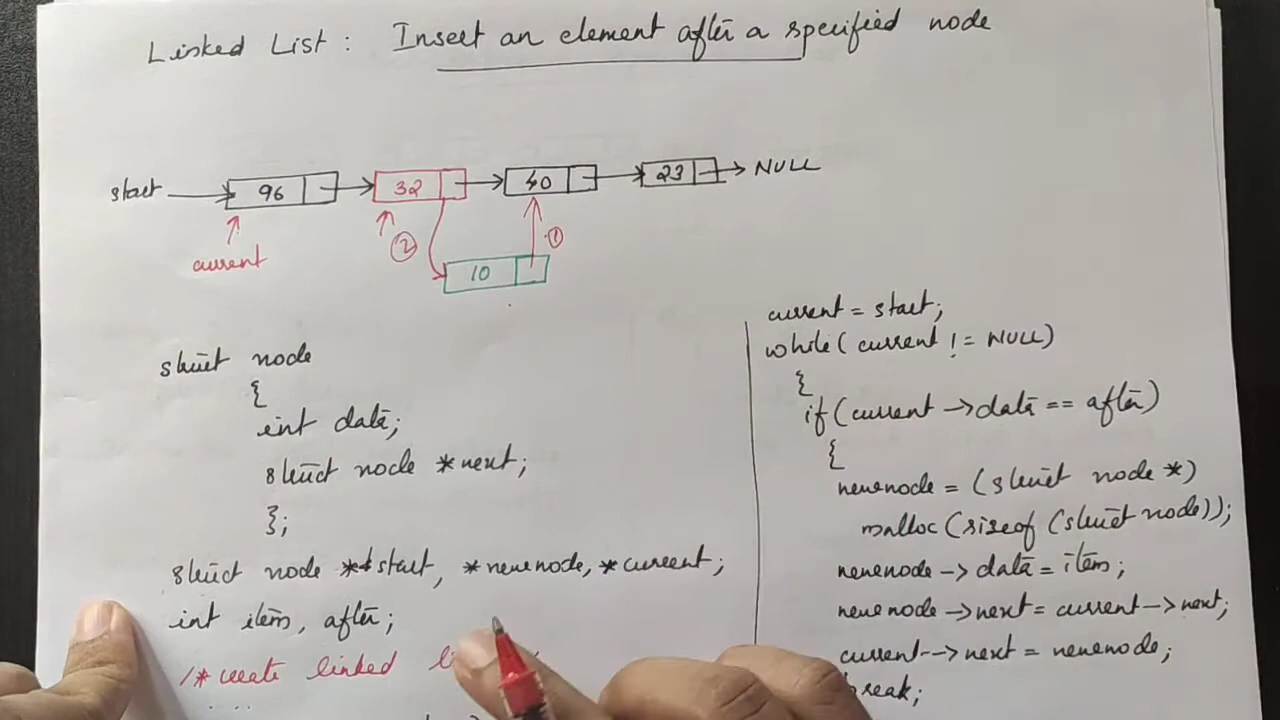 Linked List : Insert an element after a specified node
start 96 32 40 23 NULL
current 2 1
10
struct node
{
int data;
struct node *next;
};
struct node *start, *newnode, *current;
int item, after;
/*create linked
current = start;
while( current != NULL)
{
if(current →data == after)
{
newnode = (struct node *)
malloc(sizeof (struct node));
newnode → data = item;
newnode →next = current→next;
current→next = newnode;
break;